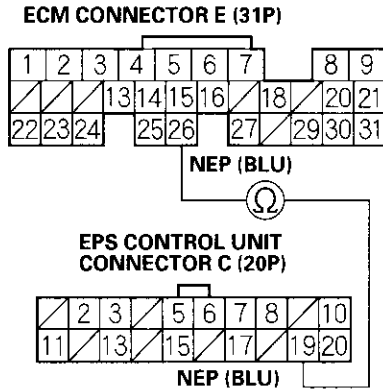 ECM CONNECTOR E (31P)
1 2 3 4 5 6 7 8 9
13 14 15 16 18 20 21
22 23 24 25 26 27 29 30 31
NEP (BLU)
Ω
EPS CONTROL UNIT
CONNECTOR C (20P)
2 3 5 6 7 8 10
11 13 15 17 19 20
NEP (BLU)